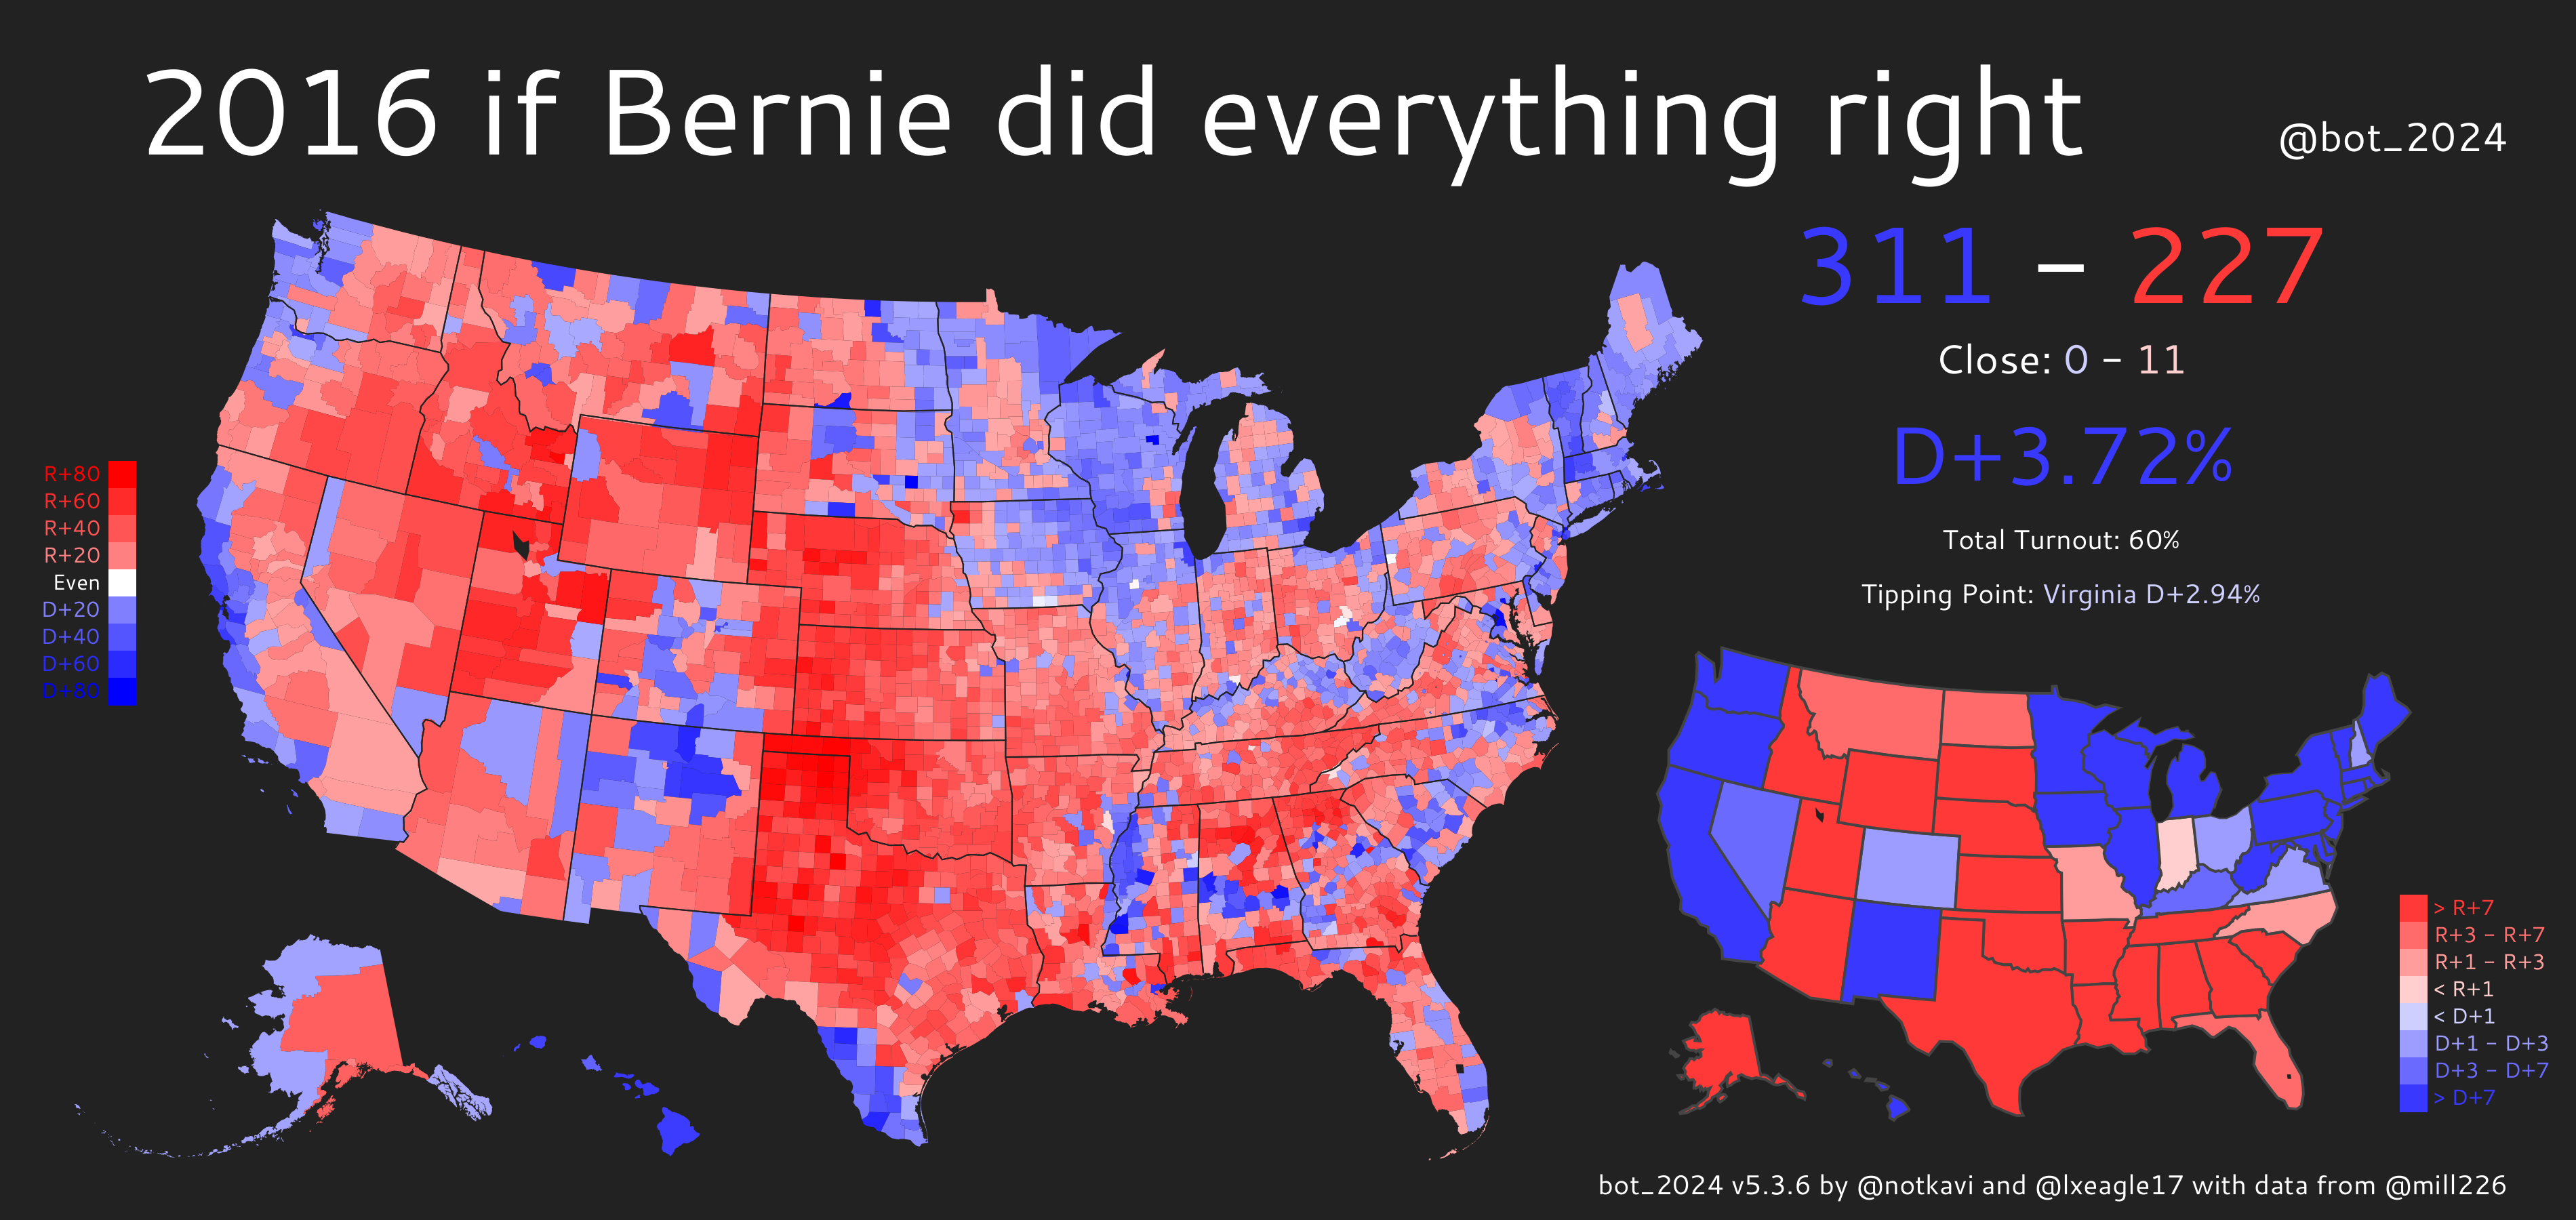 2016 if Bernie did everything right
@bot_2024
311 – 227
Close: 0 – 11
D+3.72%
Total Turnout: 60%
Tipping Point: Virginia D+2.94%
R+80
R+60
R+40
R+20
Even
D+20
D+40
D+60
D+80
> R+7
R+3 – R+7
R+1 – R+3
< R+1
< D+1
D+1 – D+3
D+3 – D+7
> D+7
bot_2024 v5.3.6 by @notkavi and @lxeagle17 with data from @mill226